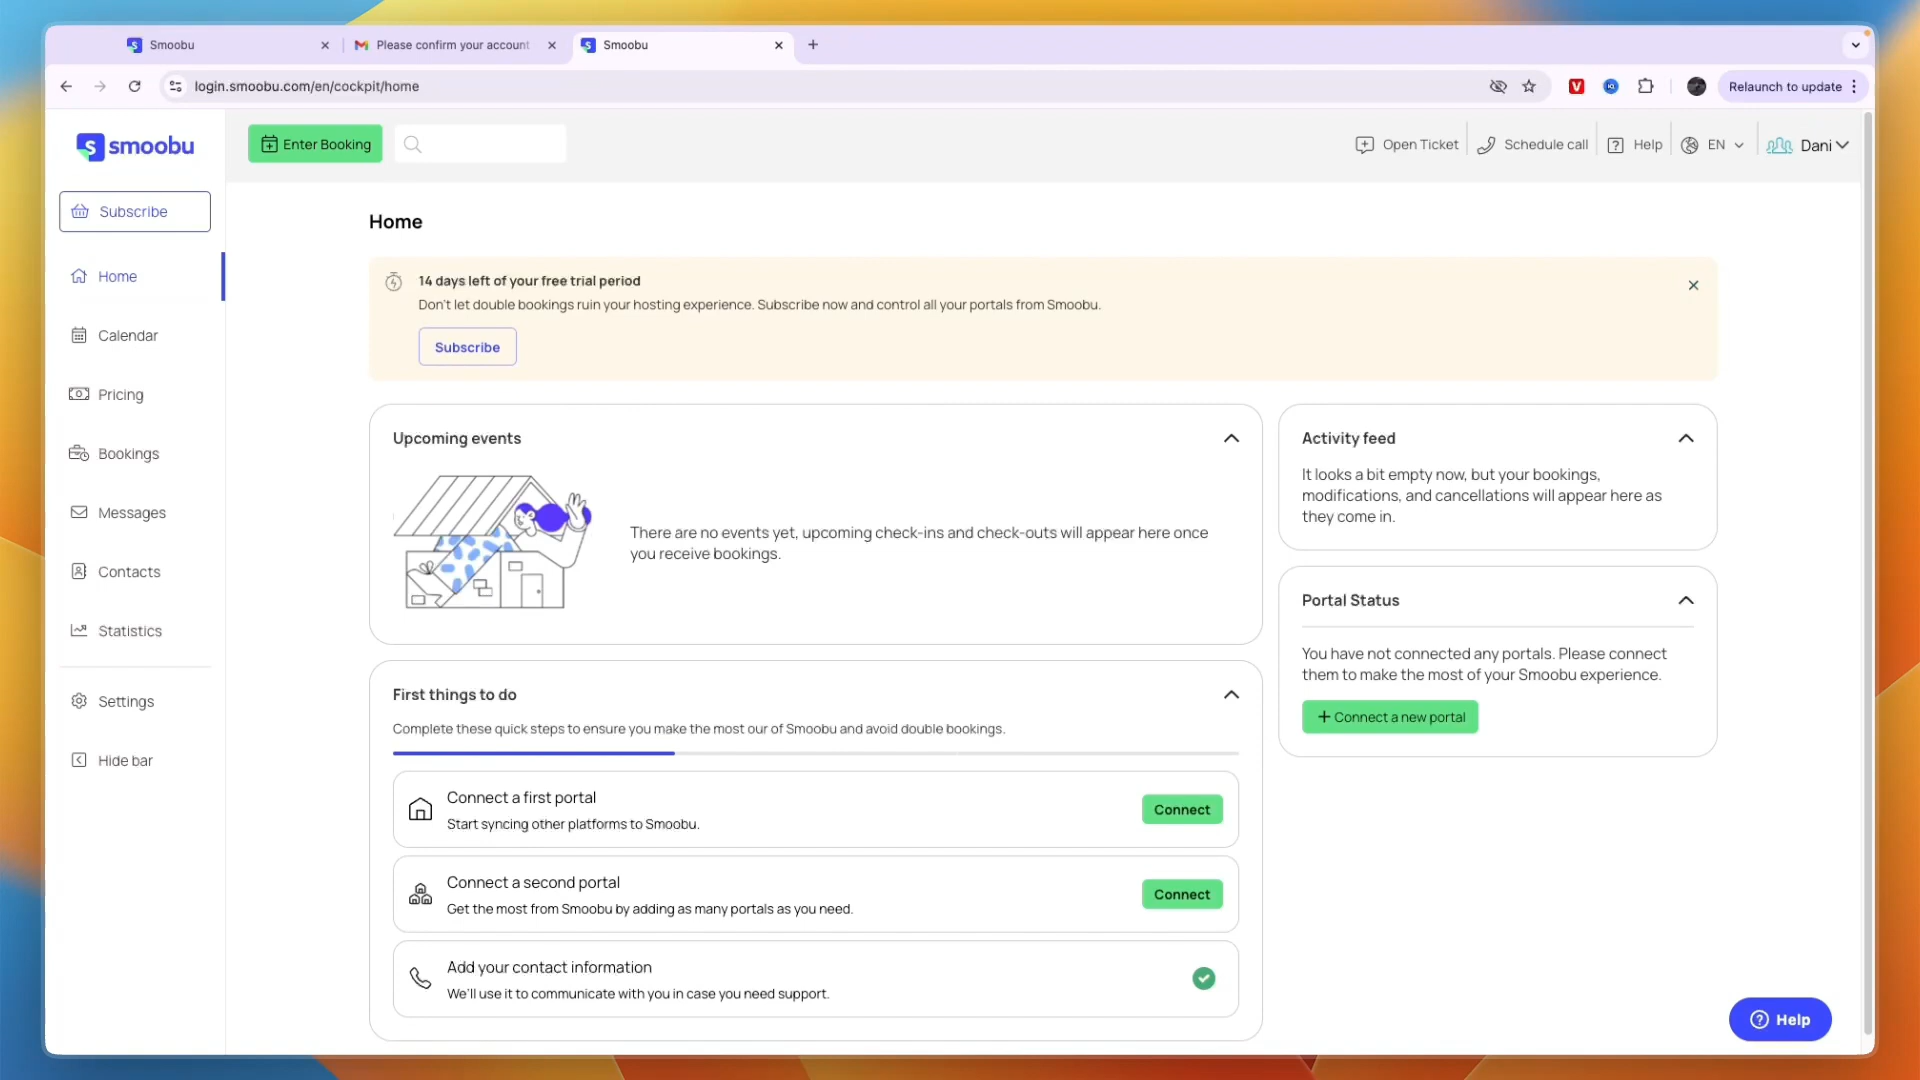 Smoobu
Please confirm your account
Smoobu
login.smoobu.com/en/cockpit/home
Relaunch to update
smoobu
Enter Booking
Open Ticket
Schedule call
Help
EN
Dani
Subscribe
Home
Calendar
Pricing
Bookings
Messages
Contacts
Statistics
Settings
Hide bar
Home
14 days left of your free trial period
Don't let double bookings ruin your hosting experience. Subscribe now and control all your portals from Smoobu.
Subscribe
Upcoming events
There are no events yet, upcoming check-ins and check-outs will appear here once
you receive bookings.
Activity feed
It looks a bit empty now, but your bookings,
modifications, and cancellations will appear here as
they come in.
Portal Status
You have not connected any portals. Please connect
them to make the most of your Smoobu experience.
+ Connect a new portal
First things to do
Complete these quick steps to ensure you make the most our of Smoobu and avoid double bookings.
Connect a first portal
Start syncing other platforms to Smoobu.
Connect
Connect a second portal
Get the most from Smoobu by adding as many portals as you need.
Connect
Add your contact information
We'll use it to communicate with you in case you need support.
Help